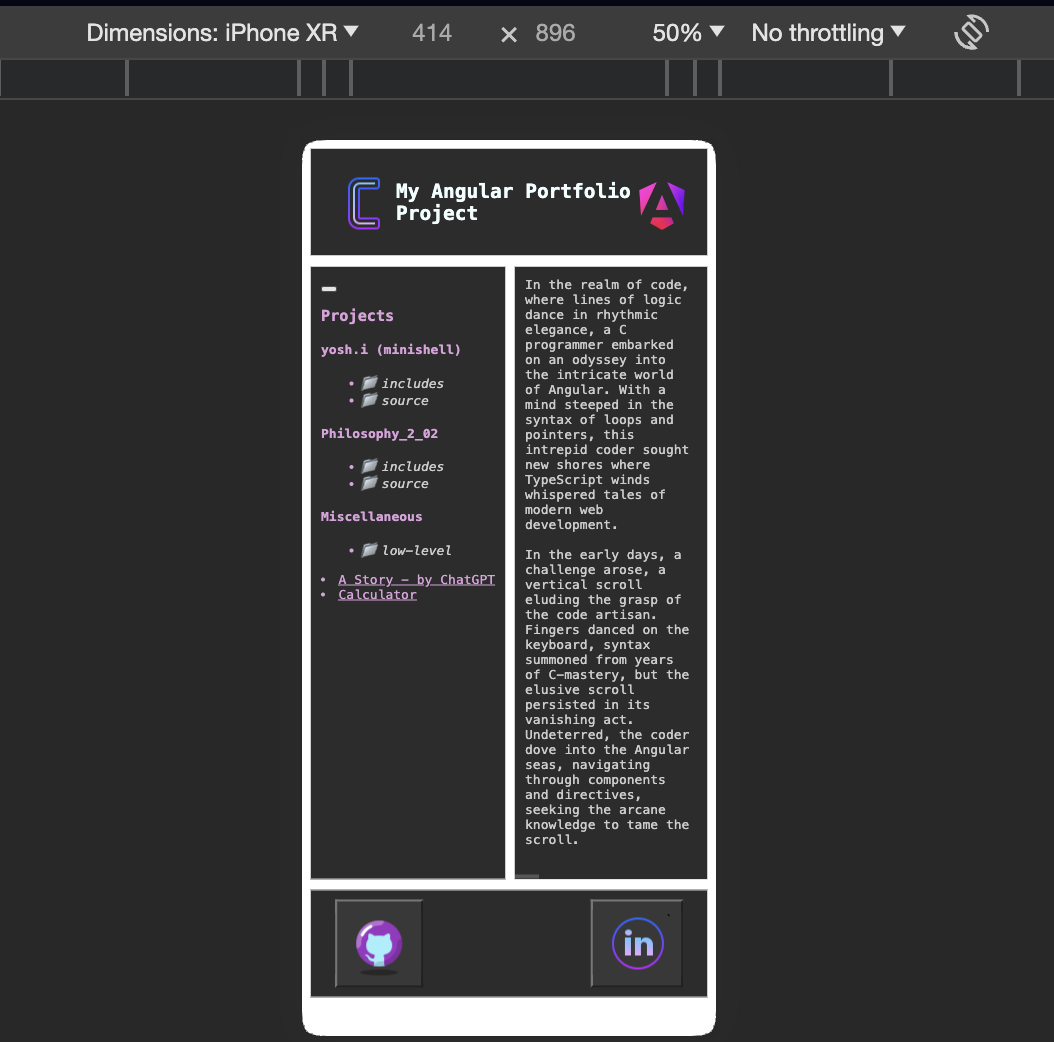 Dimensions: iPhone XR 414 × 896 50% No throttling
My Angular Portfolio
Project
Projects
yosh.i (minishell)
includes
source
Philosophy_2_02
includes
source
Miscellaneous
low-level
A Story - by ChatGPT
Calculator
In the realm of code,
where lines of logic
dance in rhythmic
elegance, a C
programmer embarked
on an odyssey into
the intricate world
of Angular. With a
mind steeped in the
syntax of loops and
pointers, this
intrepid coder sought
new shores where
TypeScript winds
whispered tales of
modern web
development.
In the early days, a
challenge arose, a
vertical scroll
eluding the grasp of
the code artisan.
Fingers danced on the
keyboard, syntax
summoned from years
of C-mastery, but the
elusive scroll
persisted in its
vanishing act.
Undeterred, the coder
dove into the Angular
seas, navigating
through components
and directives,
seeking the arcane
knowledge to tame the
scroll.
in